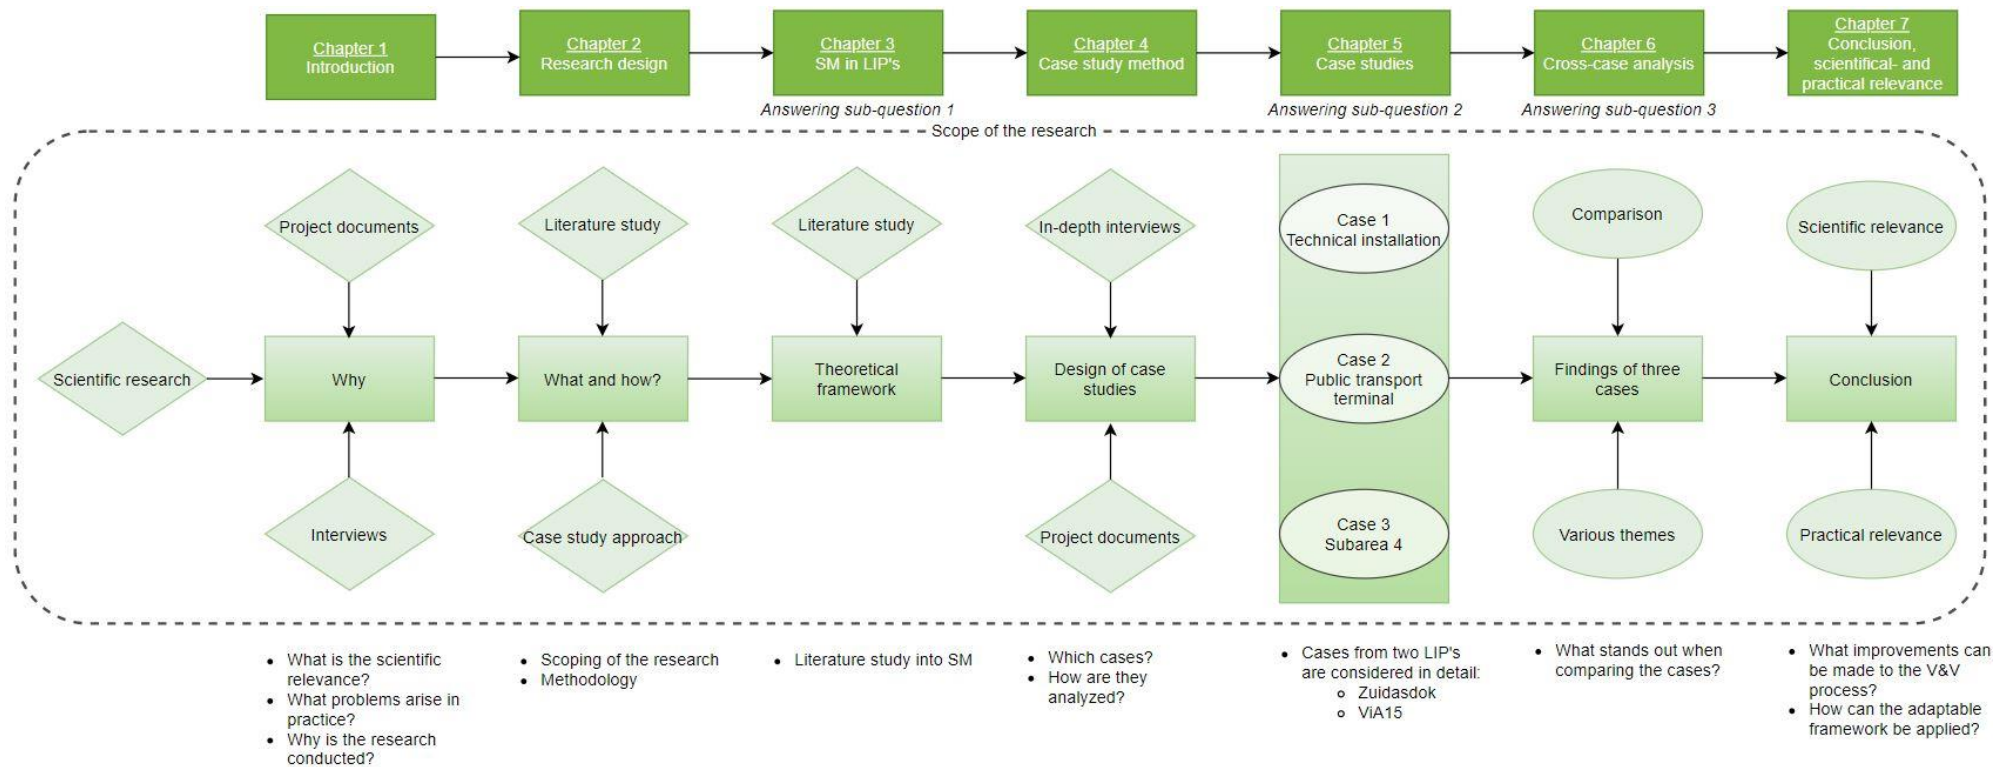 Chapter 1
Introduction
Chapter 2
Research design
Chapter 3
SM in LIP's
Chapter 4
Case study method
Chapter 5
Case studies
Chapter 6
Cross-case analysis
Chapter 7
Conclusion,
scientifical- and
practical relevance
Answering sub-question 1
Answering sub-question 2
Answering sub-question 3
Scope of the research
Project documents
Literature study
Literature study
In-depth interviews
Case 1
Technical installation
Comparison
Scientific relevance
Scientific research
Why
What and how?
Theoretical
framework
Design of case
studies
Case 2
Public transport
terminal
Findings of three
cases
Conclusion
Interviews
Case study approach
Project documents
Case 3
Subarea 4
Various themes
Practical relevance
• What is the scientific
relevance?
• What problems arise in
practice?
• Why is the research
conducted?
• Scoping of the research
• Methodology
• Literature study into SM
• Which cases?
• How are they
analyzed?
• Cases from two LIP's
are considered in detail:
o Zuidasdok
o ViA15
• What stands out when
comparing the cases?
• What improvements can
be made to the V&V
process?
• How can the adaptable
framework be applied?